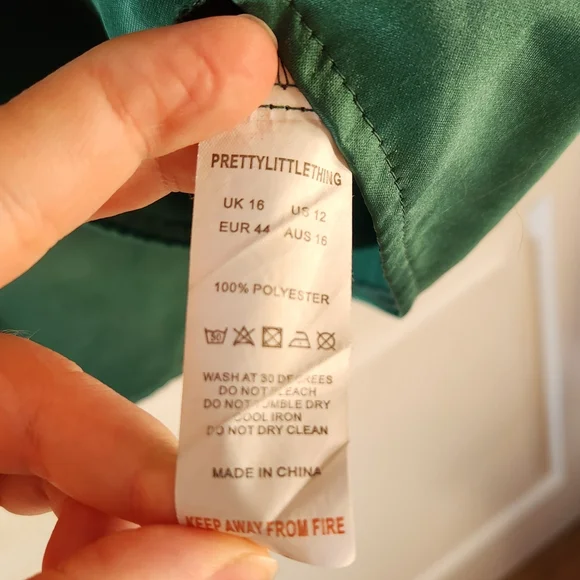 PRETTYLITTLETHING
UK 16 US 12
EUR 44 AUS 16
100% POLYESTER
30
WASH AT 30 DEGREES
DO NOT BLEACH
DO NOT TUMBLE DRY
COOL IRON
DO NOT DRY CLEAN
MADE IN CHINA
KEEP AWAY FROM FIRE